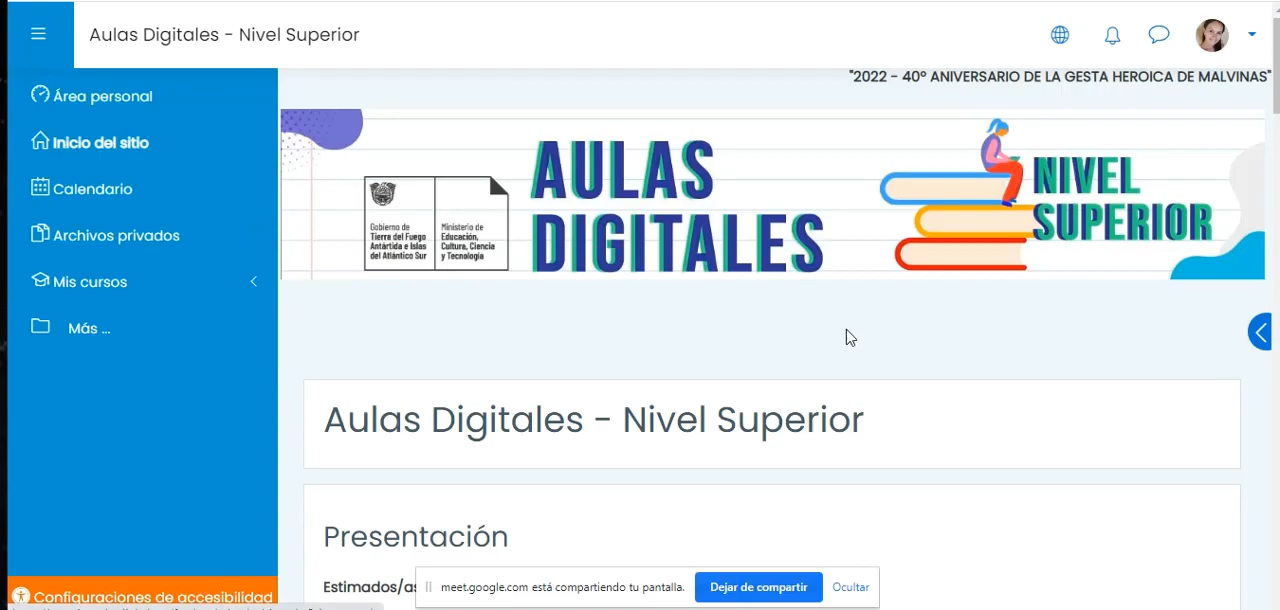 Aulas Digitales - Nivel Superior
"2022 - 40º ANIVERSARIO DE LA GESTA HEROICA DE MALVINAS"
Área personal
Inicio del sitio
Calendario
Archivos privados
Mis cursos
Más ...
Configuraciones de accesibilidad
Gobierno de
Tierra del Fuego
Antártida e Islas
del Atlántico Sur
Ministerio de
Educación,
Cultura, Ciencia
y Tecnología
AULAS
DIGITALES
NIVEL
SUPERIOR
Aulas Digitales - Nivel Superior
Presentación
Estimados/as
meet.google.com está compartiendo tu pantalla.
Dejar de compartir
Ocultar